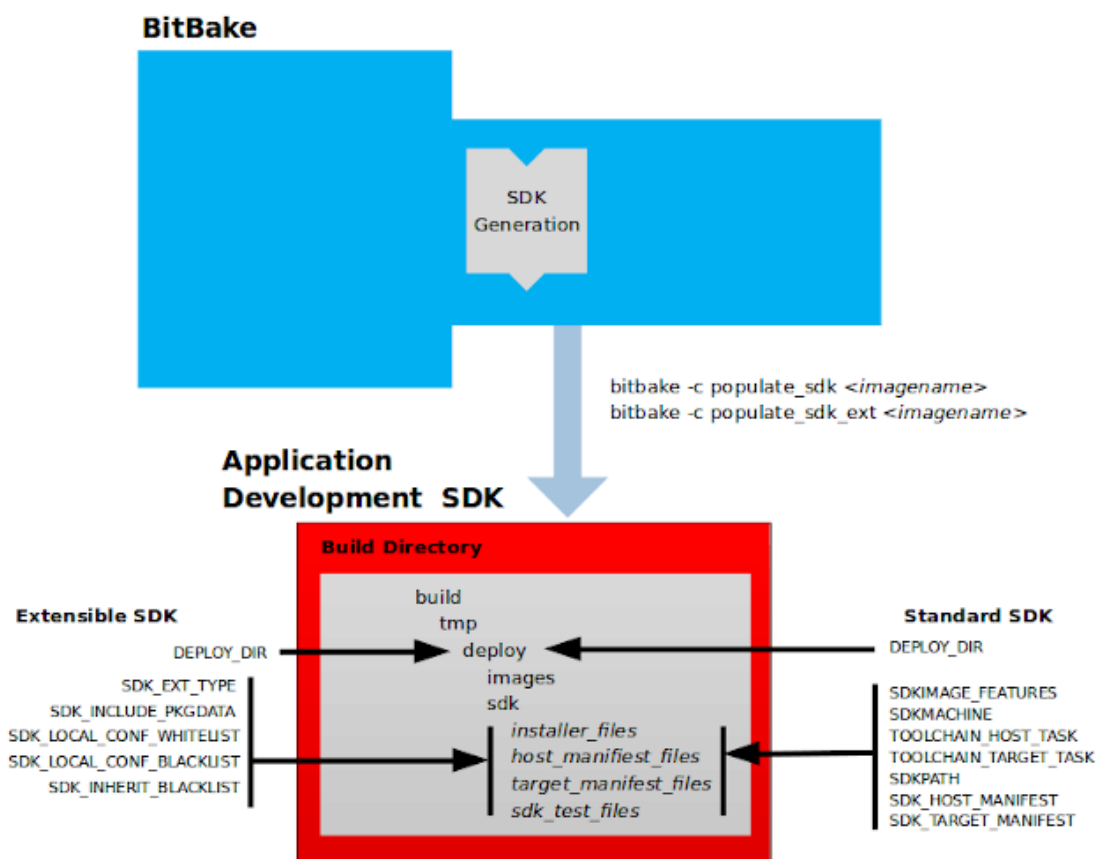 BitBake
SDK
Generation
bitbake -c populate_sdk <imagename>
bitbake -c populate_sdk_ext <imagename>
Application
Development SDK
Build Directory
Extensible SDK
DEPLOY_DIR
SDK_EXT_TYPE
SDK_INCLUDE_PKGDATA
SDK_LOCAL_CONF_WHITELIST
SDK_LOCAL_CONF_BLACKLIST
SDK_INHERIT_BLACKLIST
build
tmp
deploy
images
sdk
installer_files
host_manifiest_files
target_manifest_files
sdk_test_files
Standard SDK
DEPLOY_DIR
SDKIMAGE_FEATURES
SDKMACHINE
TOOLCHAIN_HOST_TASK
TOOLCHAIN_TARGET_TASK
SDKPATH
SDK_HOST_MANIFEST
SDK_TARGET_MANIFEST